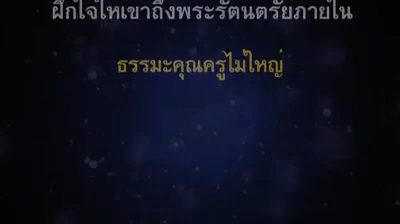 ฝึกใจให้เข้าถึงพระรัตนตรัยภายใน
ธรรมะคุณครูไม่ใหญ่